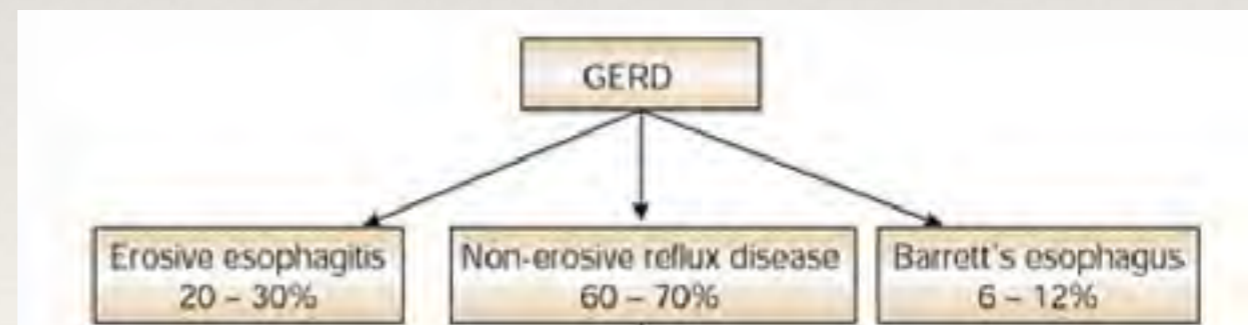 GERD
Erosive esophagitis
20 – 30%
Non-erosive reflux disease
60 – 70%
Barrett's esophagus
6 – 12%